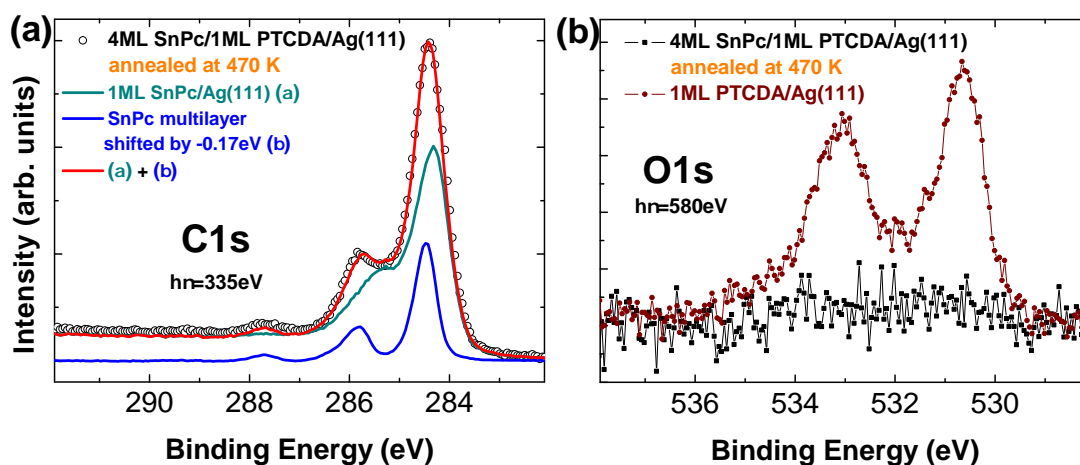 (a)
4ML SnPc/1ML PTCDA/Ag(111)
annealed at 470 K
1ML SnPc/Ag(111) (a)
SnPc multilayer
shifted by -0.17eV (b)
(a) + (b)
C1s
hn=335eV
Intensity (arb. units)
290 288 286 284
Binding Energy (eV)
(b)
4ML SnPc/1ML PTCDA/Ag(111)
annealed at 470 K
1ML PTCDA/Ag(111)
O1s
hn=580eV
536 534 532 530
Binding Energy (eV)